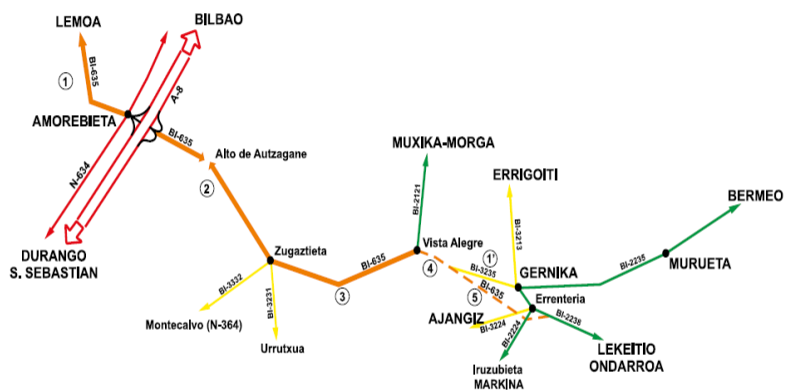 LEMOA
BILBAO
BI-635
①
A-8
AMOREBIETA
BI-635
Alto de Autzagane
N-634
②
DURANGO
S. SEBASTIAN
Zugaztieta
BI-3332
BI-3231
Montecalvo (N-364)
Urrutxua
③
BI-635
MUXIKA-MORGA
BI-2121
Vista Alegre
④
ERRIGOITI
BI-3213
①'
BI-3235
GERNIKA
BI-635
⑤
Errenteria
AJANGIZ
BI-3224
BI-2224
BI-2238
Iruzubieta
MARKINA
LEKEITIO
ONDARROA
BI-2235
MURUETA
BERMEO